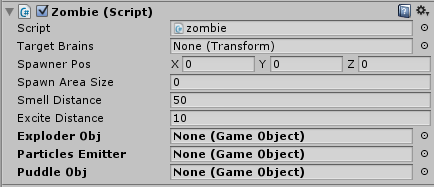 Zombie (Script)
Script zombie
Target Brains None (Transform)
Spawner Pos X 0 Y 0 Z 0
Spawn Area Size 0
Smell Distance 50
Excite Distance 10
Exploder Obj None (Game Object)
Particles Emitter None (Game Object)
Puddle Obj None (Game Object)